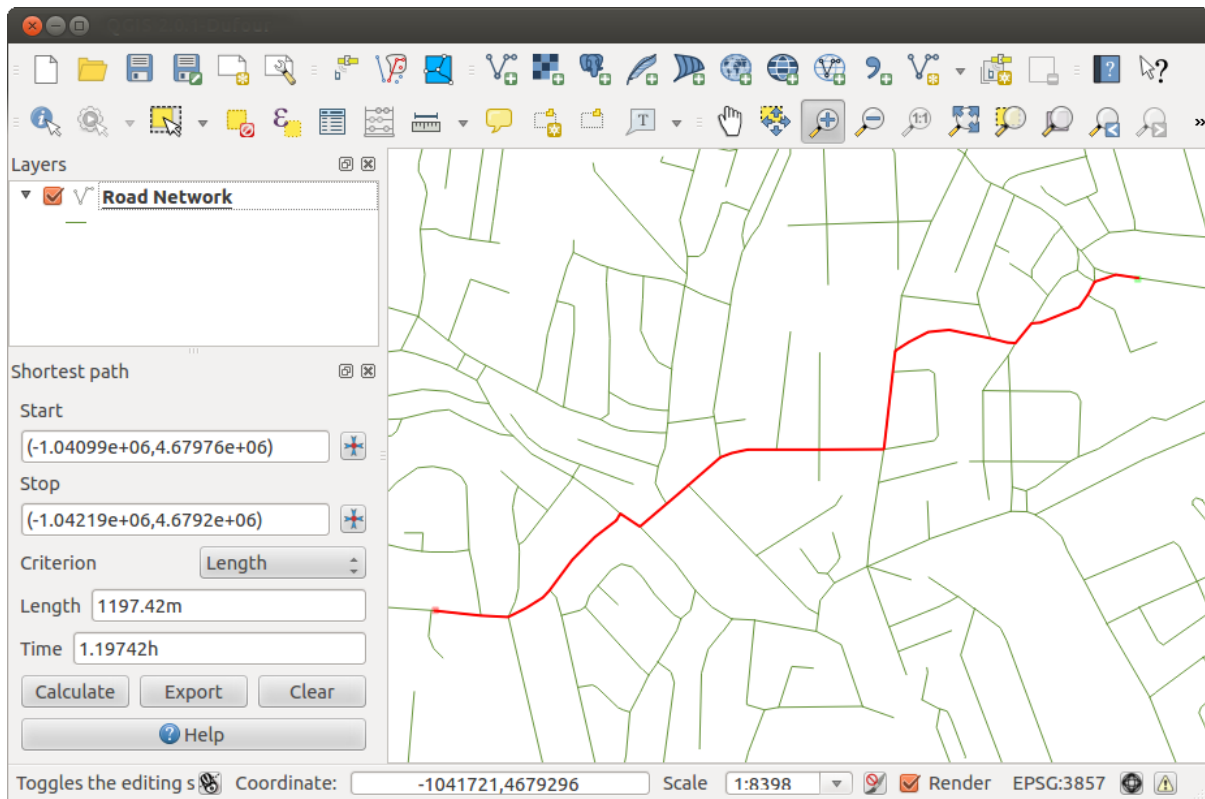 Layers
Road Network
Shortest path
Start
(-1.04099e+06,4.67976e+06)
Stop
(-1.04219e+06,4.6792e+06)
Criterion Length
Length 1197.42m
Time 1.19742h
Calculate Export Clear
Help
Toggles the editing s Coordinate: -1041721,4679296 Scale 1:8398 Render EPSG:3857